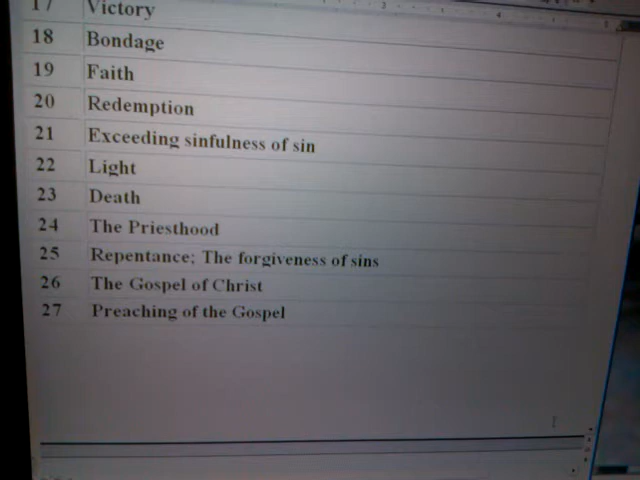 17 Victory
18 Bondage
19 Faith
20 Redemption
21 Exceeding sinfulness of sin
22 Light
23 Death
24 The Priesthood
25 Repentance; The forgiveness of sins
26 The Gospel of Christ
27 Preaching of the Gospel